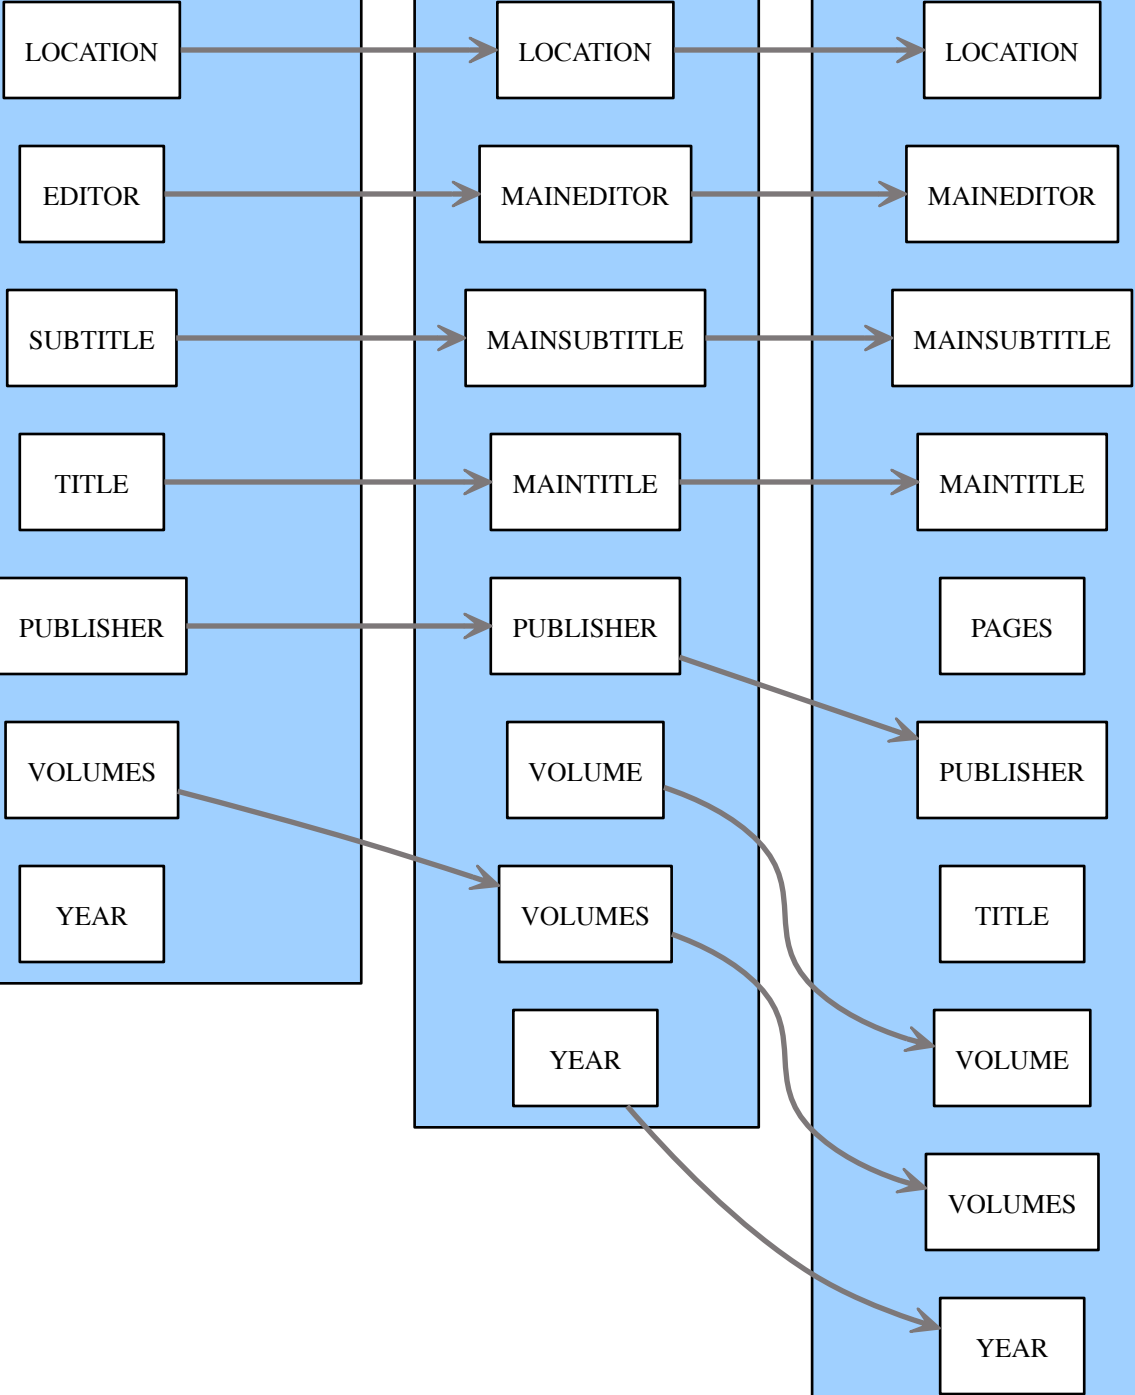 LOCATION
EDITOR
SUBTITLE
TITLE
PUBLISHER
VOLUMES
YEAR
LOCATION
MAINEDITOR
MAINSUBTITLE
MAINTITLE
PUBLISHER
VOLUME
VOLUMES
YEAR
LOCATION
MAINEDITOR
MAINSUBTITLE
MAINTITLE
PAGES
PUBLISHER
TITLE
VOLUME
VOLUMES
YEAR